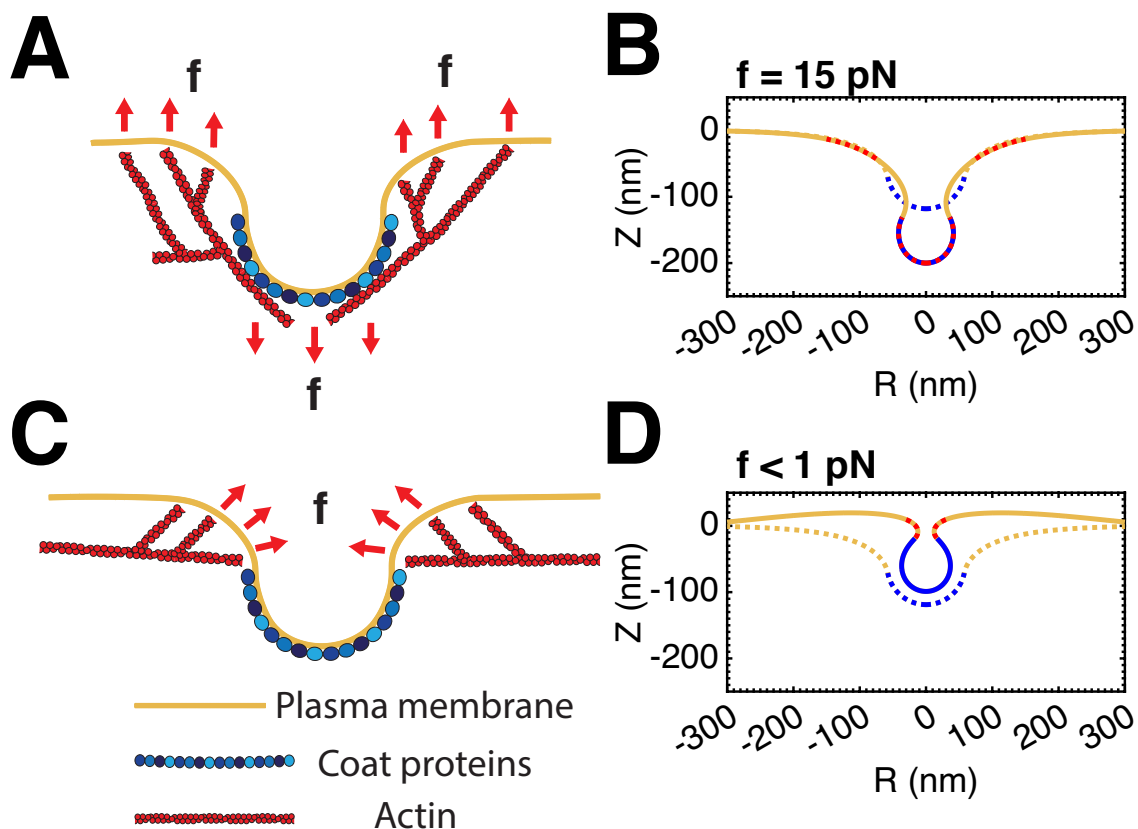 A
f
f
f
B
f = 15 pN
Z (nm)
0
-100
-200
-300
-200
-100
0
100
200
300
R (nm)
C
f
D
f < 1 pN
Z (nm)
0
-100
-200
-300
-200
-100
0
100
200
300
R (nm)
Plasma membrane
Coat proteins
Actin